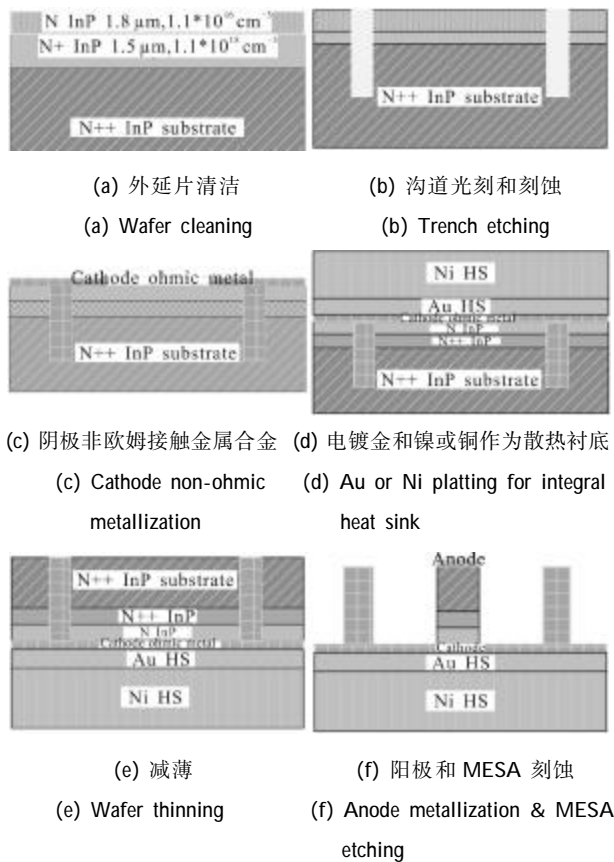 N InP 1.8 μm,1.1*10¹⁶ cm⁻³
N+ InP 1.5 μm,1.1*10¹⁸ cm⁻³
N++ InP substrate
N++ InP substrate
(a) 外延片清洁
(b) 沟道光刻和刻蚀
(a) Wafer cleaning
(b) Trench etching
Cathode ohmic metal
N++ InP substrate
Ni HS
Au HS
Cathode ohmic metal
N InP
N++ InP
N++ InP substrate
(c) 阴极非欧姆接触金属合金
(d) 电镀金和镍或铜作为散热衬底
(c) Cathode non-ohmic
metallization
(d) Au or Ni platting for integral
heat sink
N++ InP substrate
N++ InP
N InP
Cathode ohmic metal
Au HS
Ni HS
Anode
Cathode
Au HS
Ni HS
(e) 减薄
(f) 阳极和 MESA 刻蚀
(e) Wafer thinning
(f) Anode metallization & MESA
etching